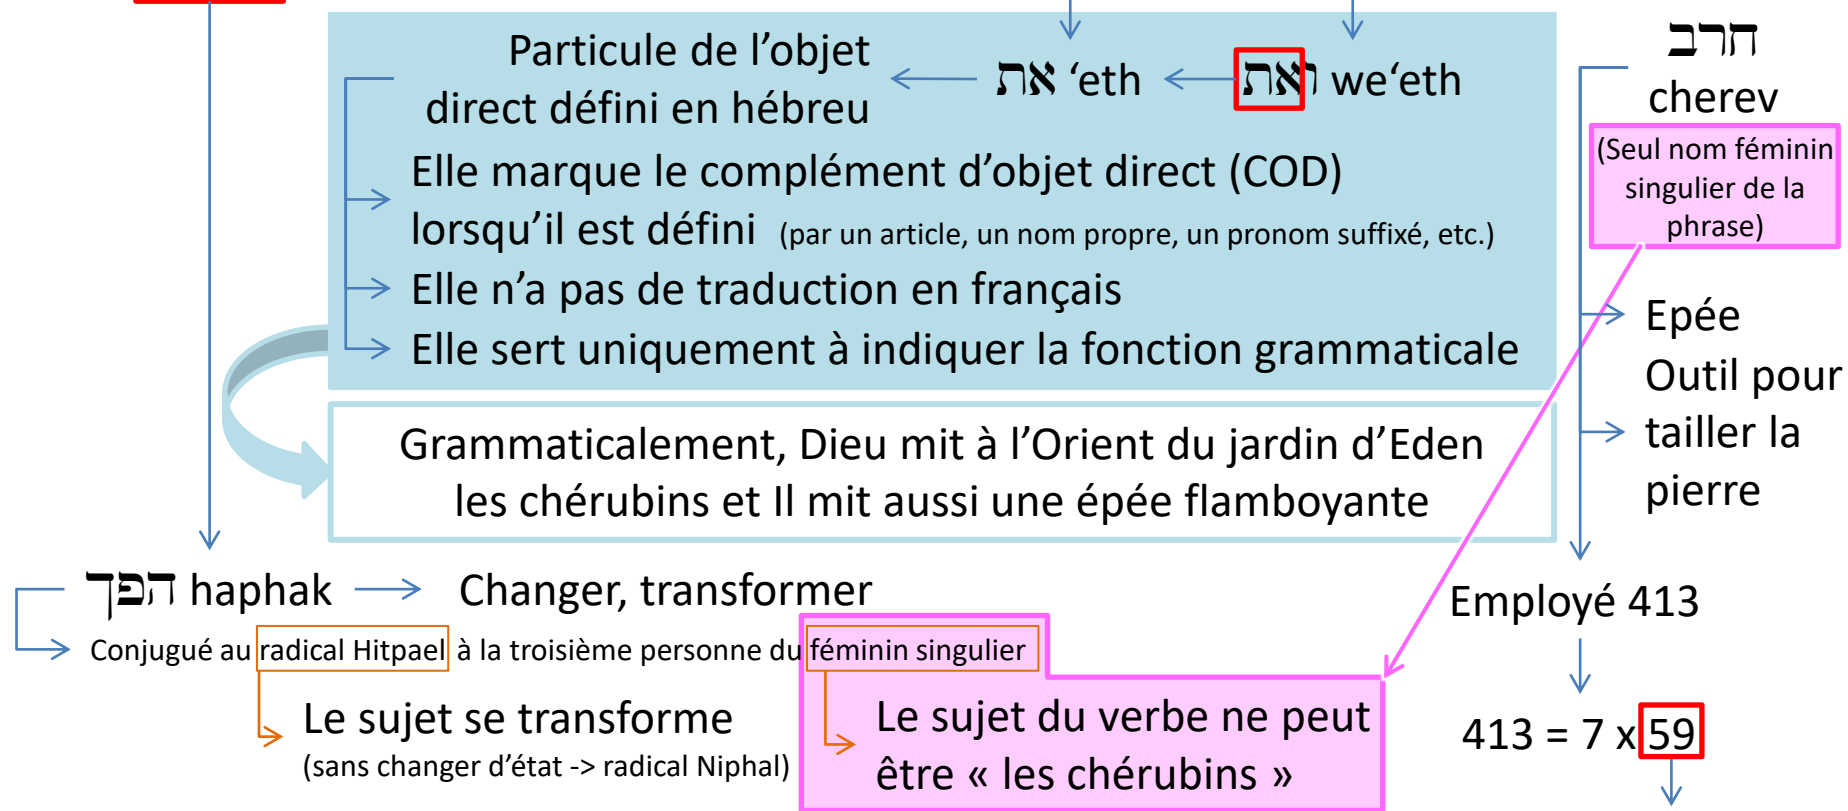 Particule de l’objet
direct défini en hébreu
את ‘eth
ואת we‘eth
Elle marque le complément d’objet direct (COD)
lorsqu’il est défini (par un article, un nom propre, un pronom suffixé, etc.)
Elle n’a pas de traduction en français
Elle sert uniquement à indiquer la fonction grammaticale
Grammaticalement, Dieu mit à l’Orient du jardin d’Eden
les chérubins et Il mit aussi une épée flamboyante
חרב
cherev
(Seul nom féminin
singulier de la
phrase)
Epée
Outil pour
tailler la
pierre
Employé 413
413 = 7 x 59
הפך haphak
Changer, transformer
Conjugué au radical Hitpael à la troisième personne du féminin singulier
Le sujet se transforme
(sans changer d’état -> radical Niphal)
Le sujet du verbe ne peut
être « les chérubins »